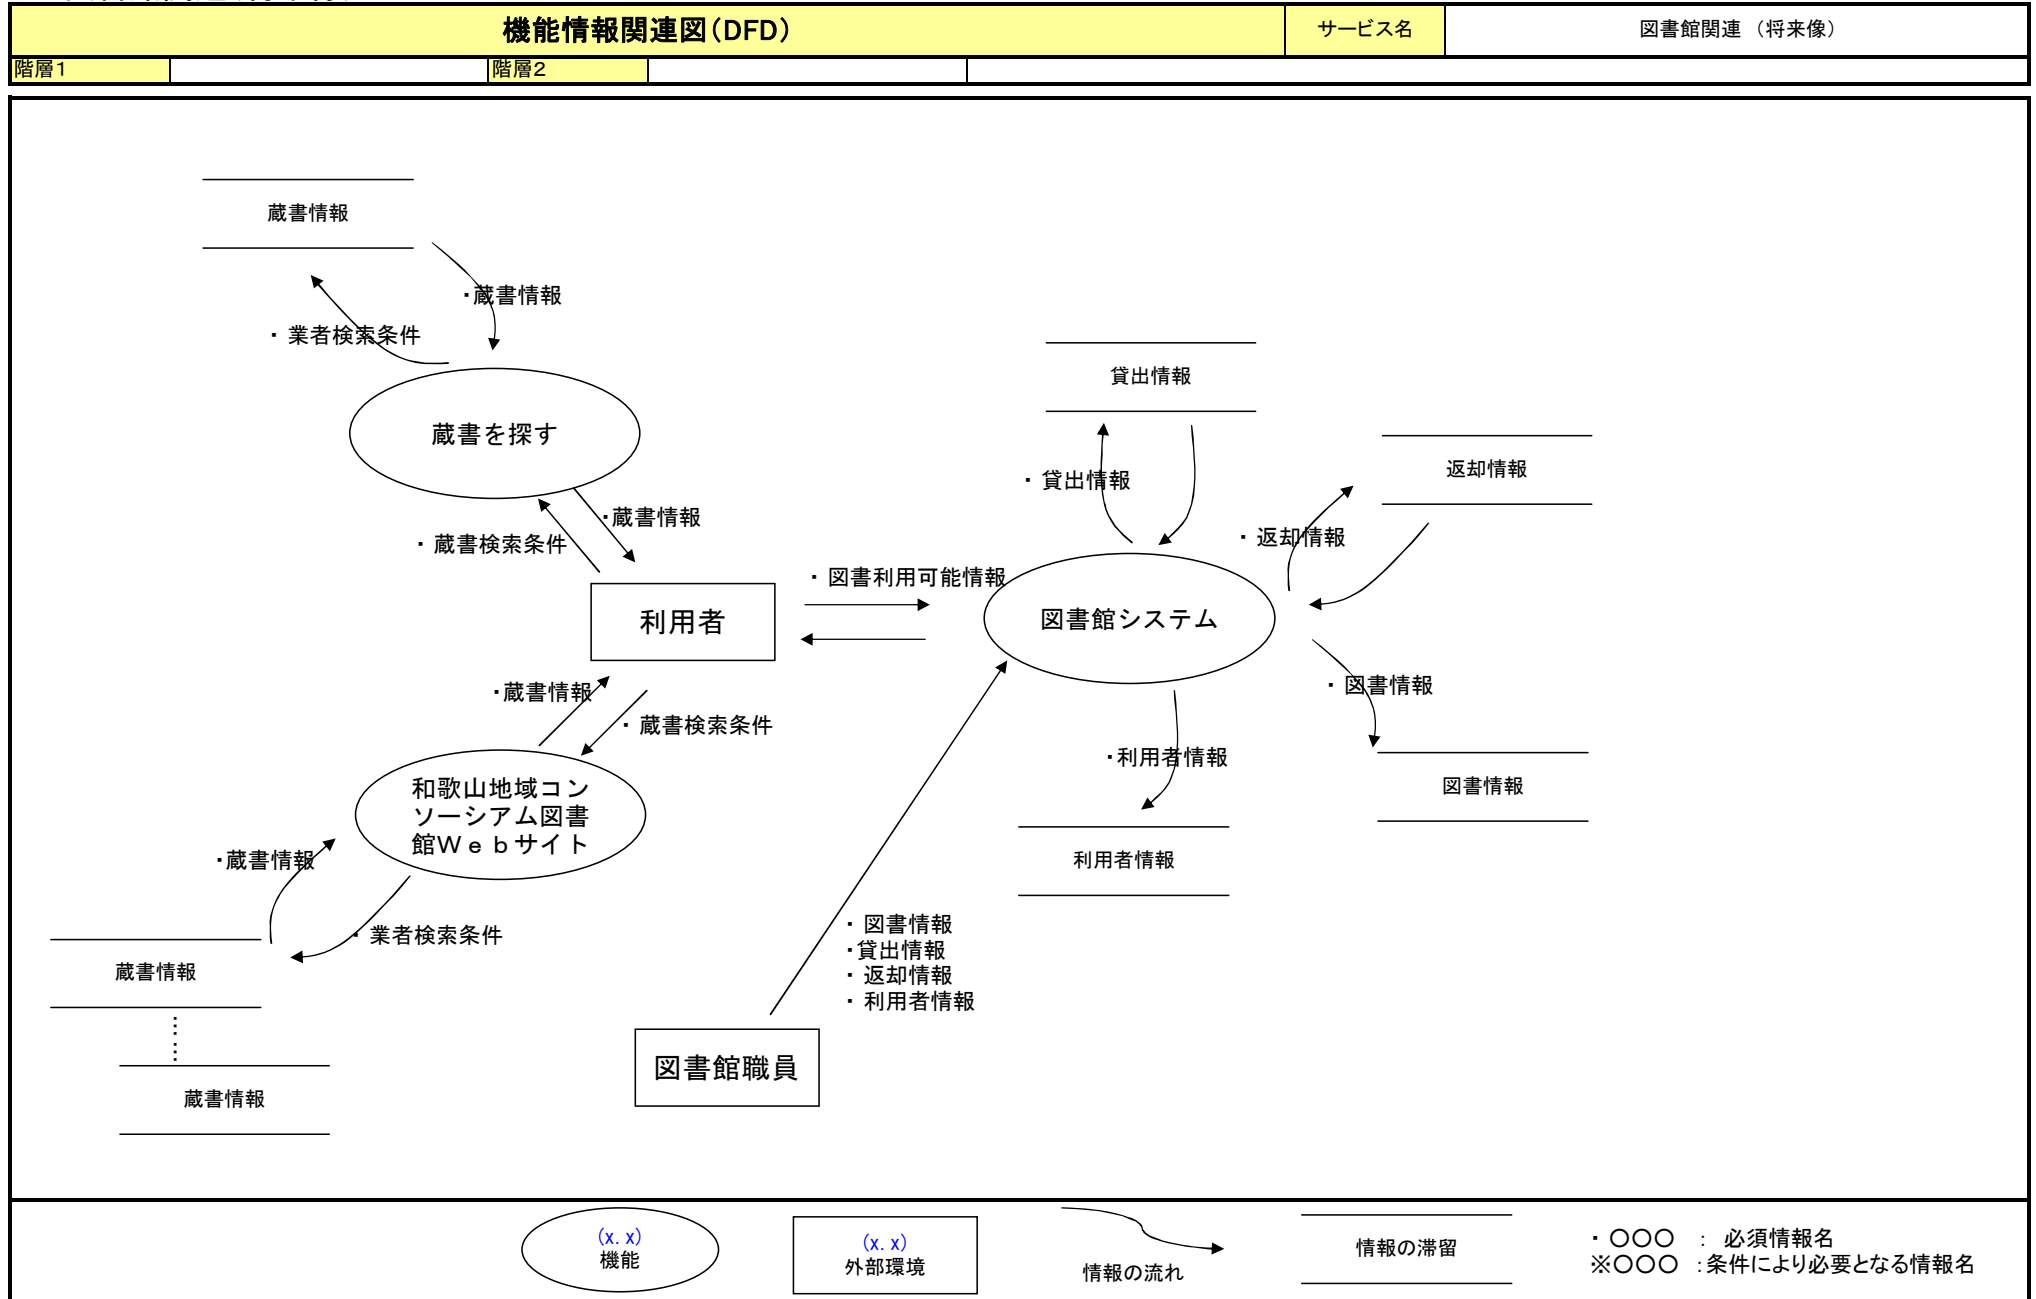 機能情報関連図(DFD)
サービス名
図書館関連 (将来像)
階層1
階層2
蔵書情報
・蔵書情報
・ 業者検索条件
蔵書を探す
貸出情報
返却情報
・ 貸出情報
・蔵書情報
・ 蔵書検索条件
・ 返却情報
・ 図書利用可能情報
利用者
図書館システム
・蔵書情報
・ 蔵書検索条件
・ 図書情報
・利用者情報
図書情報
和歌山地域コン
ソーシアム図書
館Webサイト
・蔵書情報
利用者情報
・ 業者検索条件
・ 図書情報
・貸出情報
・ 返却情報
・ 利用者情報
蔵書情報
図書館職員
蔵書情報
(x.x)
機能
(x.x)
外部環境
情報の流れ
情報の滞留
・ 〇〇〇 : 必須情報名
※〇〇〇 :条件により必要となる情報名